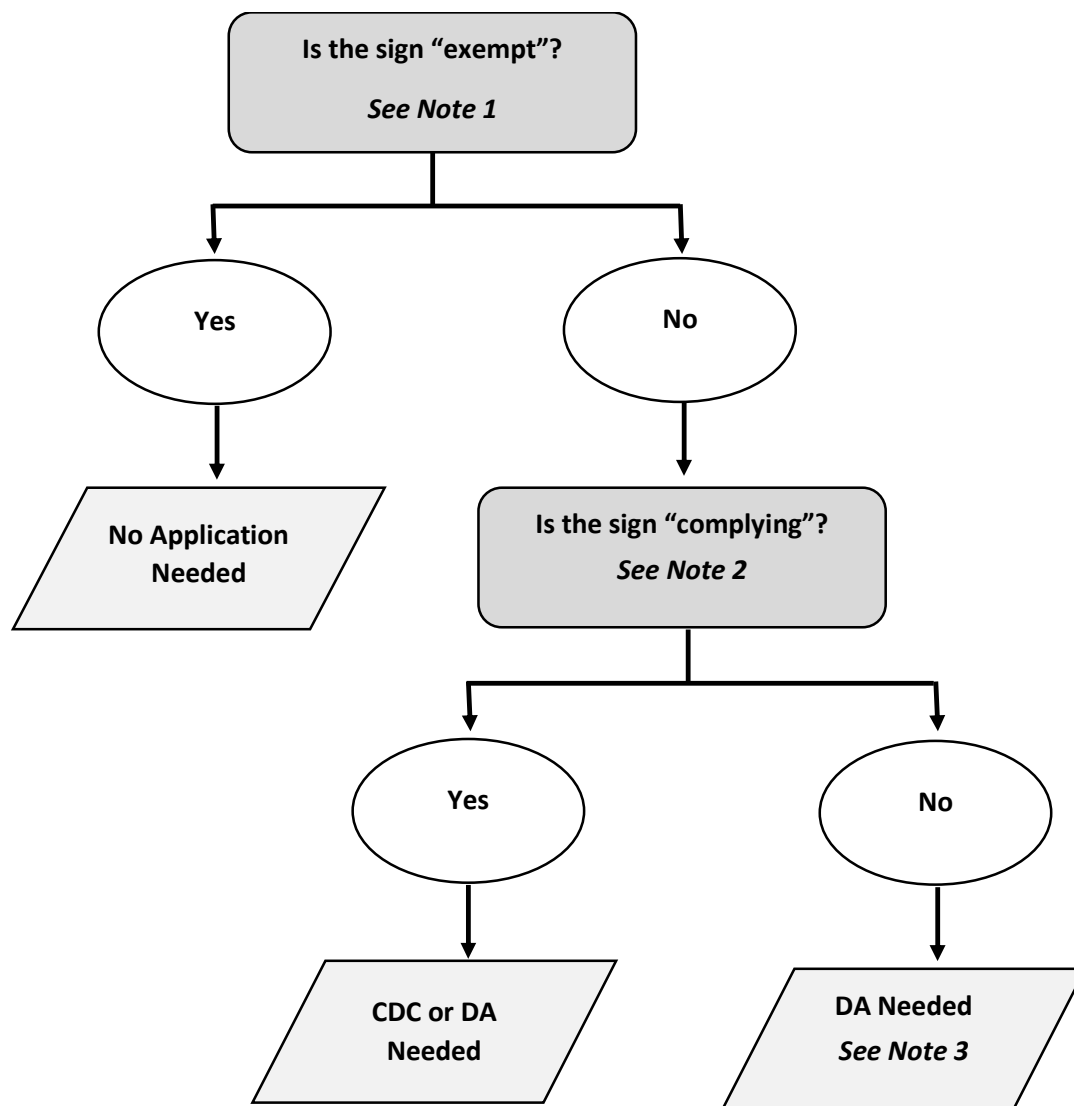 Is the sign “exempt”?
See Note 1
Yes
No
No Application
Needed
Is the sign “complying”?
See Note 2
Yes
No
CDC or DA
Needed
DA Needed
See Note 3